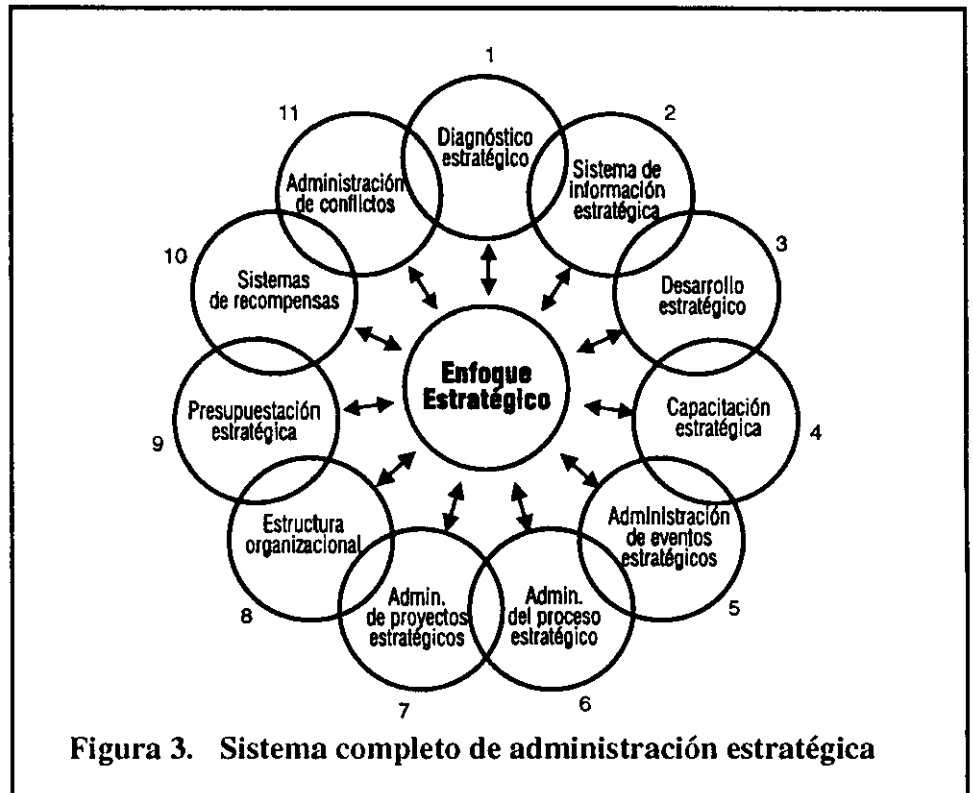 1
Diagnóstico
estratégico
2
Sistema de
información
estratégica
3
Desarrollo
estratégico
4
Capacitación
estratégica
5
Administración
de eventos
estratégicos
6
Admin.
del proceso
estratégico
7
Admin.
de proyectos
estratégicos
8
Estructura
organizacional
9
Presupuestación
estratégica
10
Sistemas
de recompensas
11
Administración
de conflictos
Enfoque
Estratégico
Figura 3. Sistema completo de administración estratégica